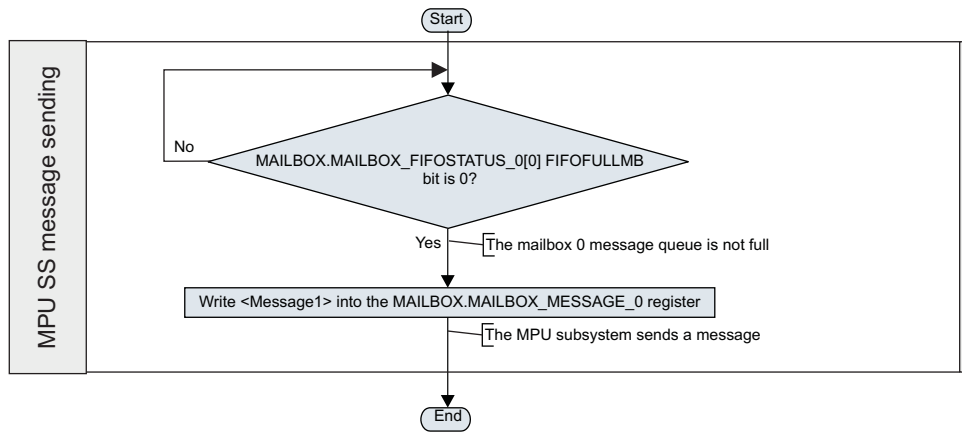 Start
MPU SS message sending
No
MAILBOX.MAILBOX_FIFOSTATUS_0[0] FIFOFULLMB
bit is 0?
Yes
The mailbox 0 message queue is not full
Write <Message1> into the MAILBOX.MAILBOX_MESSAGE_0 register
The MPU subsystem sends a message
End